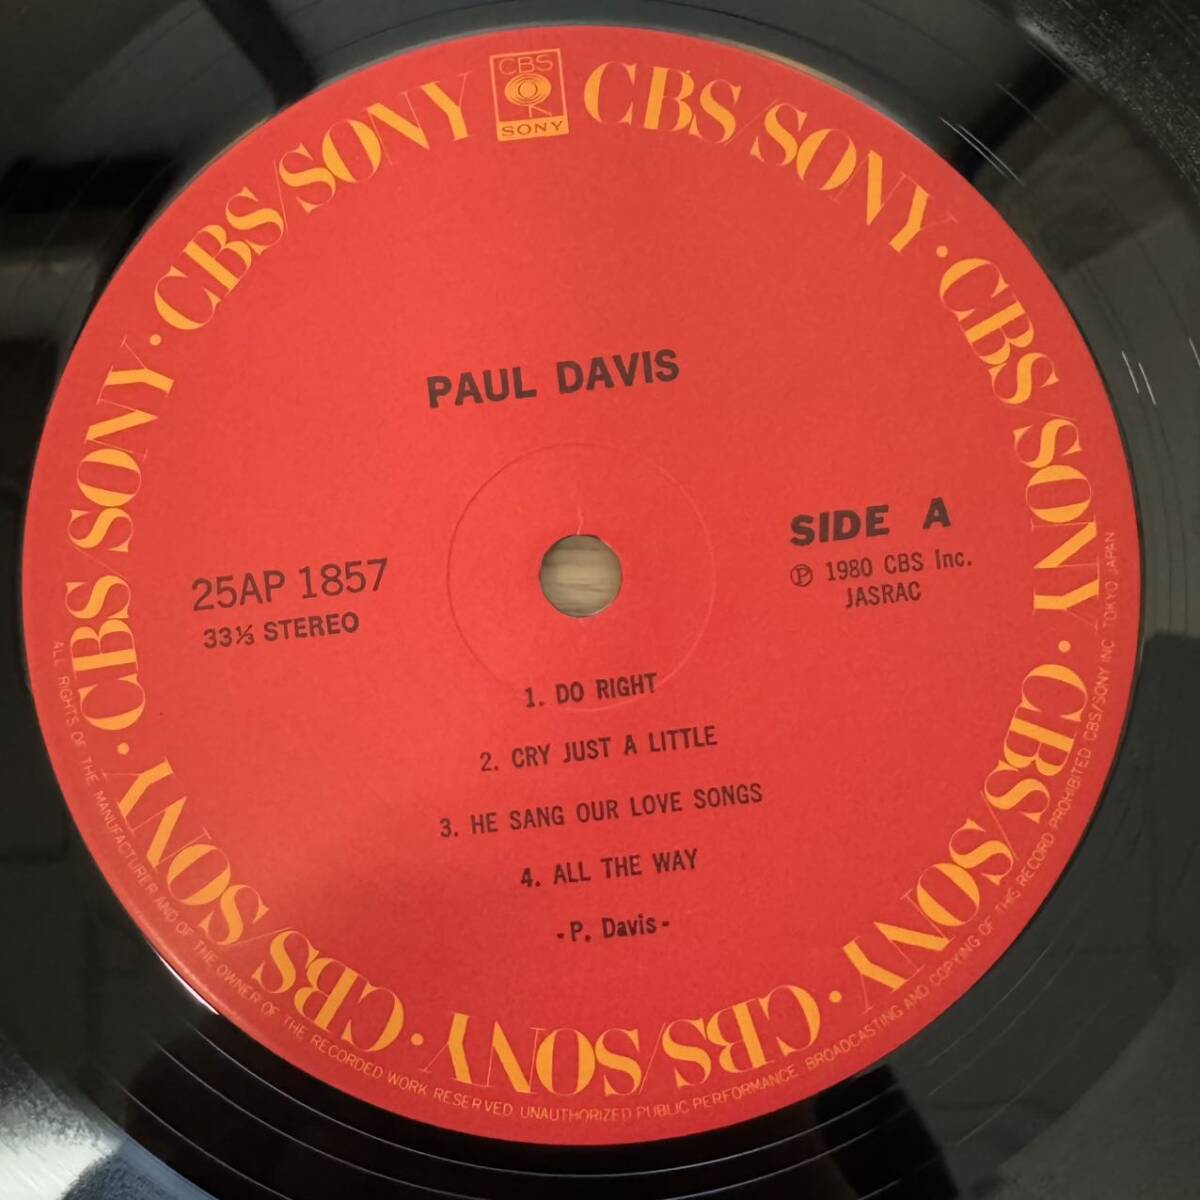 CBS
SONY
CBS/SONY · CBS/SONY · CBS/SONY · CBS/SONY · CBS/SONY · CBS/SONY · CBS/SONY · CBS/SONY
PAUL DAVIS
SIDE A
25AP 1857
℗ 1980 CBS Inc.
33⅓ STEREO
JASRAC
1. DO RIGHT
2. CRY JUST A LITTLE
3. HE SANG OUR LOVE SONGS
4. ALL THE WAY
-P. Davis-
ALL RIGHTS OF THE MANUFACTURER AND OF THE OWNER OF THE RECORDED WORK RESERVED UNAUTHORIZED PUBLIC PERFORMANCE BROADCASTING AND COPYING OF THIS RECORD PROHIBITED CBS/SONY INC TOKYO JAPAN